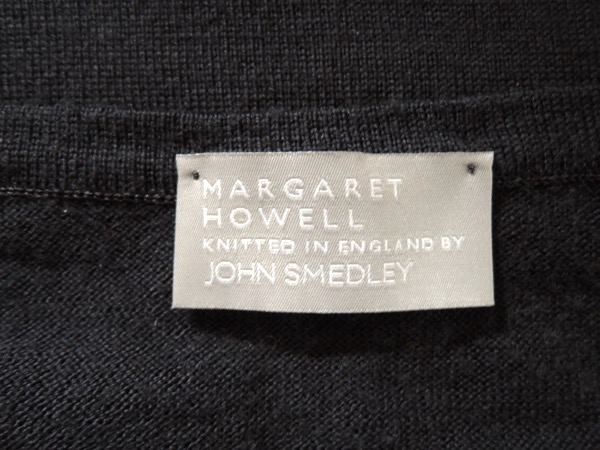 MARGARET
HOWELL
KNITTED IN ENGLAND BY
JOHN SMEDLEY